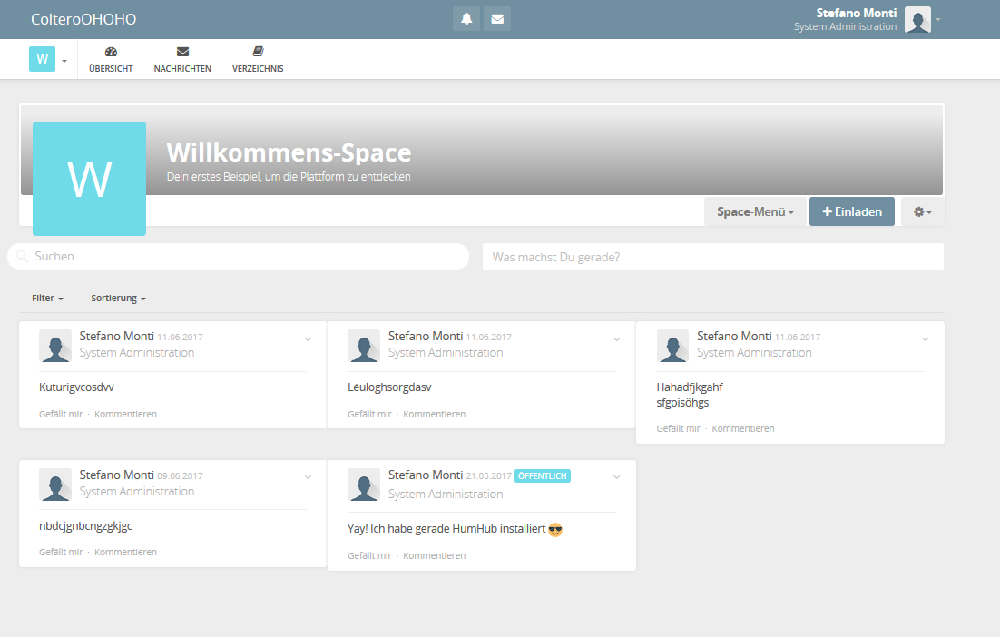 ColteroOHOHO
Stefano Monti
System Administration
W
ÜBERSICHT
NACHRICHTEN
VERZEICHNIS
W
Willkommens-Space
Dein erstes Beispiel, um die Plattform zu entdecken
Space-Menü
Einladen
Suchen
Was machst Du gerade?
Filter
Sortierung
Stefano Monti 11.06.2017
System Administration
Kuturigvcosdvv
Gefällt mir · Kommentieren
Stefano Monti 11.06.2017
System Administration
Leuloghsorgdasv
Gefällt mir · Kommentieren
Stefano Monti 11.06.2017
System Administration
Hahadfjkgahf
sfgoisöhgs
Gefällt mir · Kommentieren
Stefano Monti 09.06.2017
System Administration
nbdcjgnbcngzgkjgc
Gefällt mir · Kommentieren
Stefano Monti 21.05.2017 ÖFFENTLICH
System Administration
Yay! Ich habe gerade HumHub installiert 😎
Gefällt mir · Kommentieren